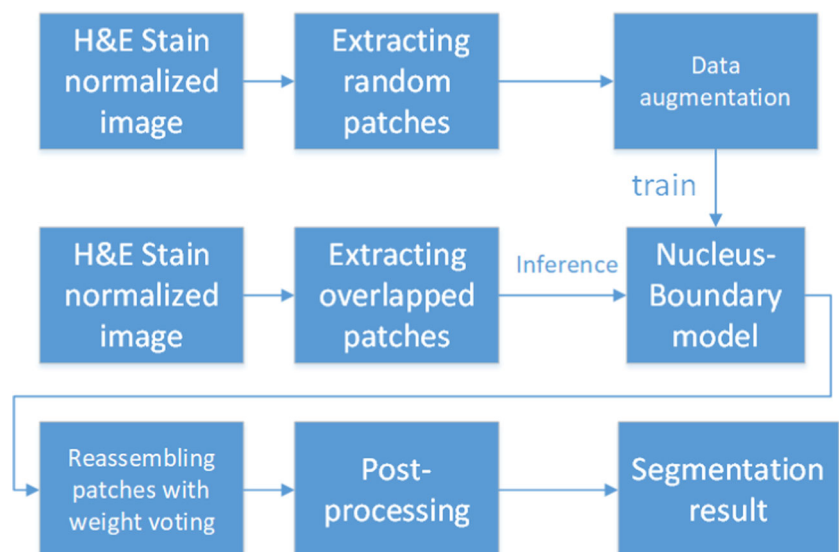 H&E Stain
normalized
image
Extracting
random
patches
Data
augmentation
train
H&E Stain
normalized
image
Extracting
overlapped
patches
Inference
Nucleus-
Boundary
model
Reassembling
patches with
weight voting
Post-
processing
Segmentation
result